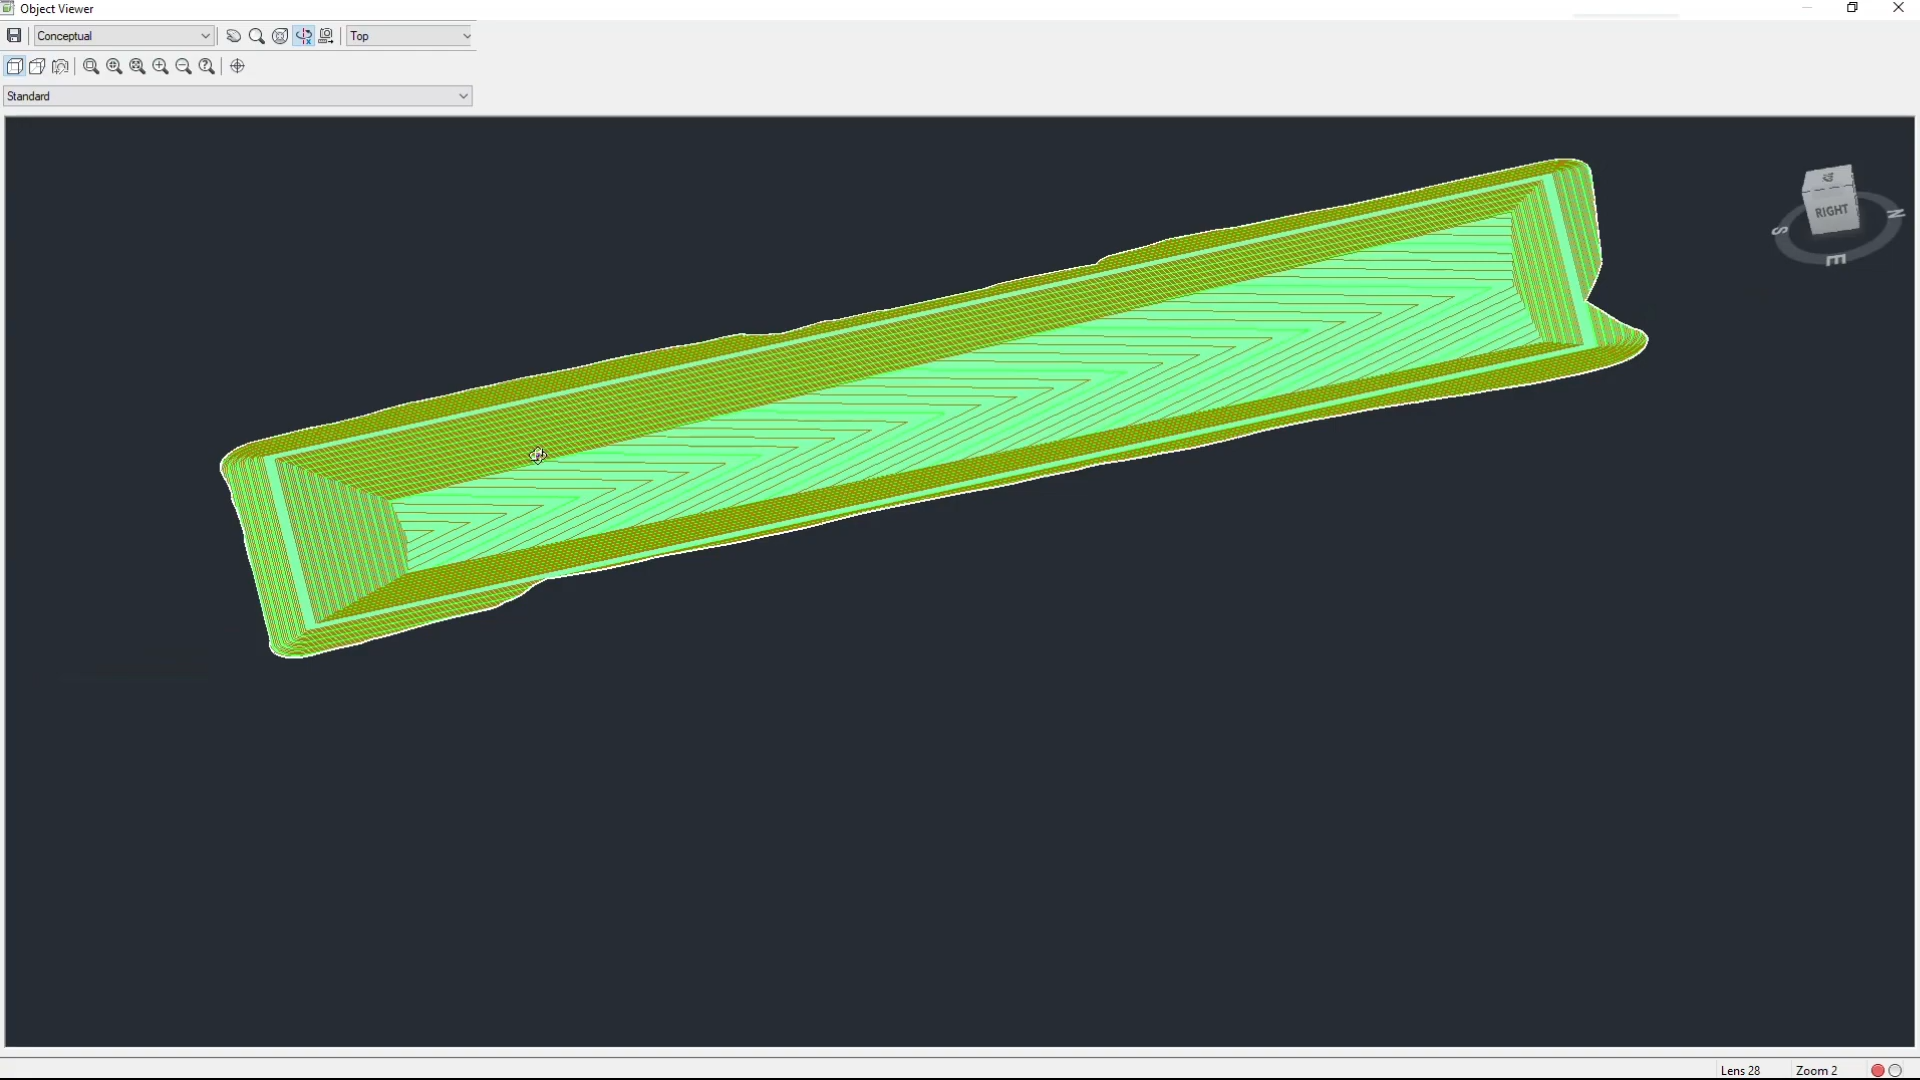 Object Viewer
Conceptual
Top
Standard
RIGHT
S
N
E
Lens 28
Zoom 2